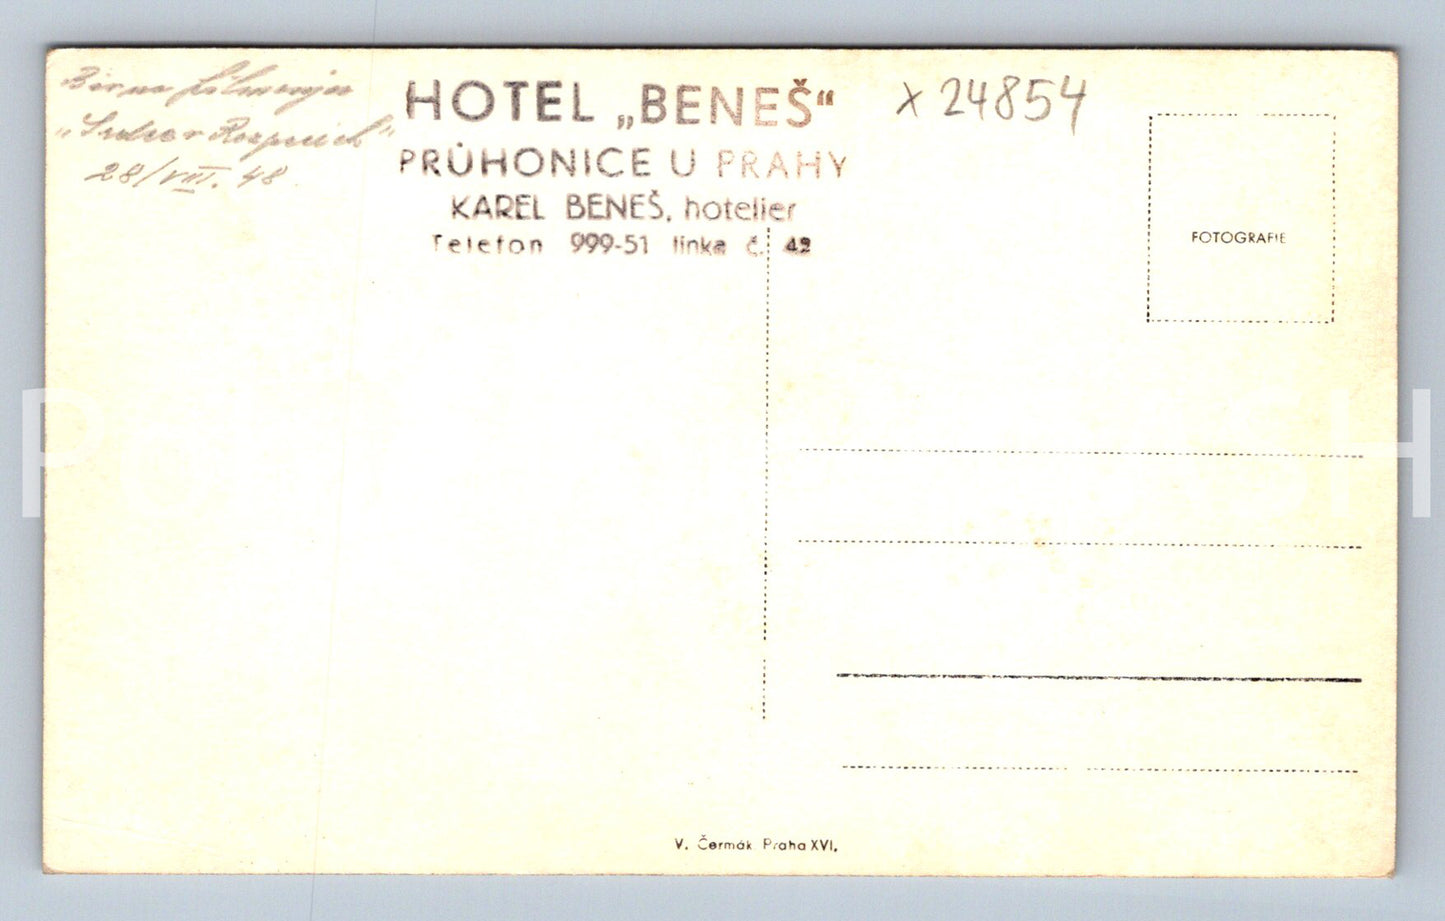 28/VIII. 48
HOTEL „BENEŠ“
PRŮHONICE U PRAHY
KAREL BENEŠ, hotelier
Telefon 999-51 linka č. 42
x 24854
FOTOGRAFIE
V. Čermák Praha XVI.